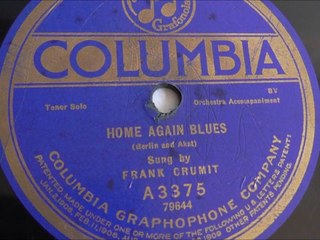 Grafonola
COLUMBIA
Tenor Solo
BV
Orchestra Accompaniment
HOME AGAIN BLUES
(Berlin and Akst)
Sung by
FRANK CRUMIT
A3375
79644
COLUMBIA GRAPHOPHONE COMPANY